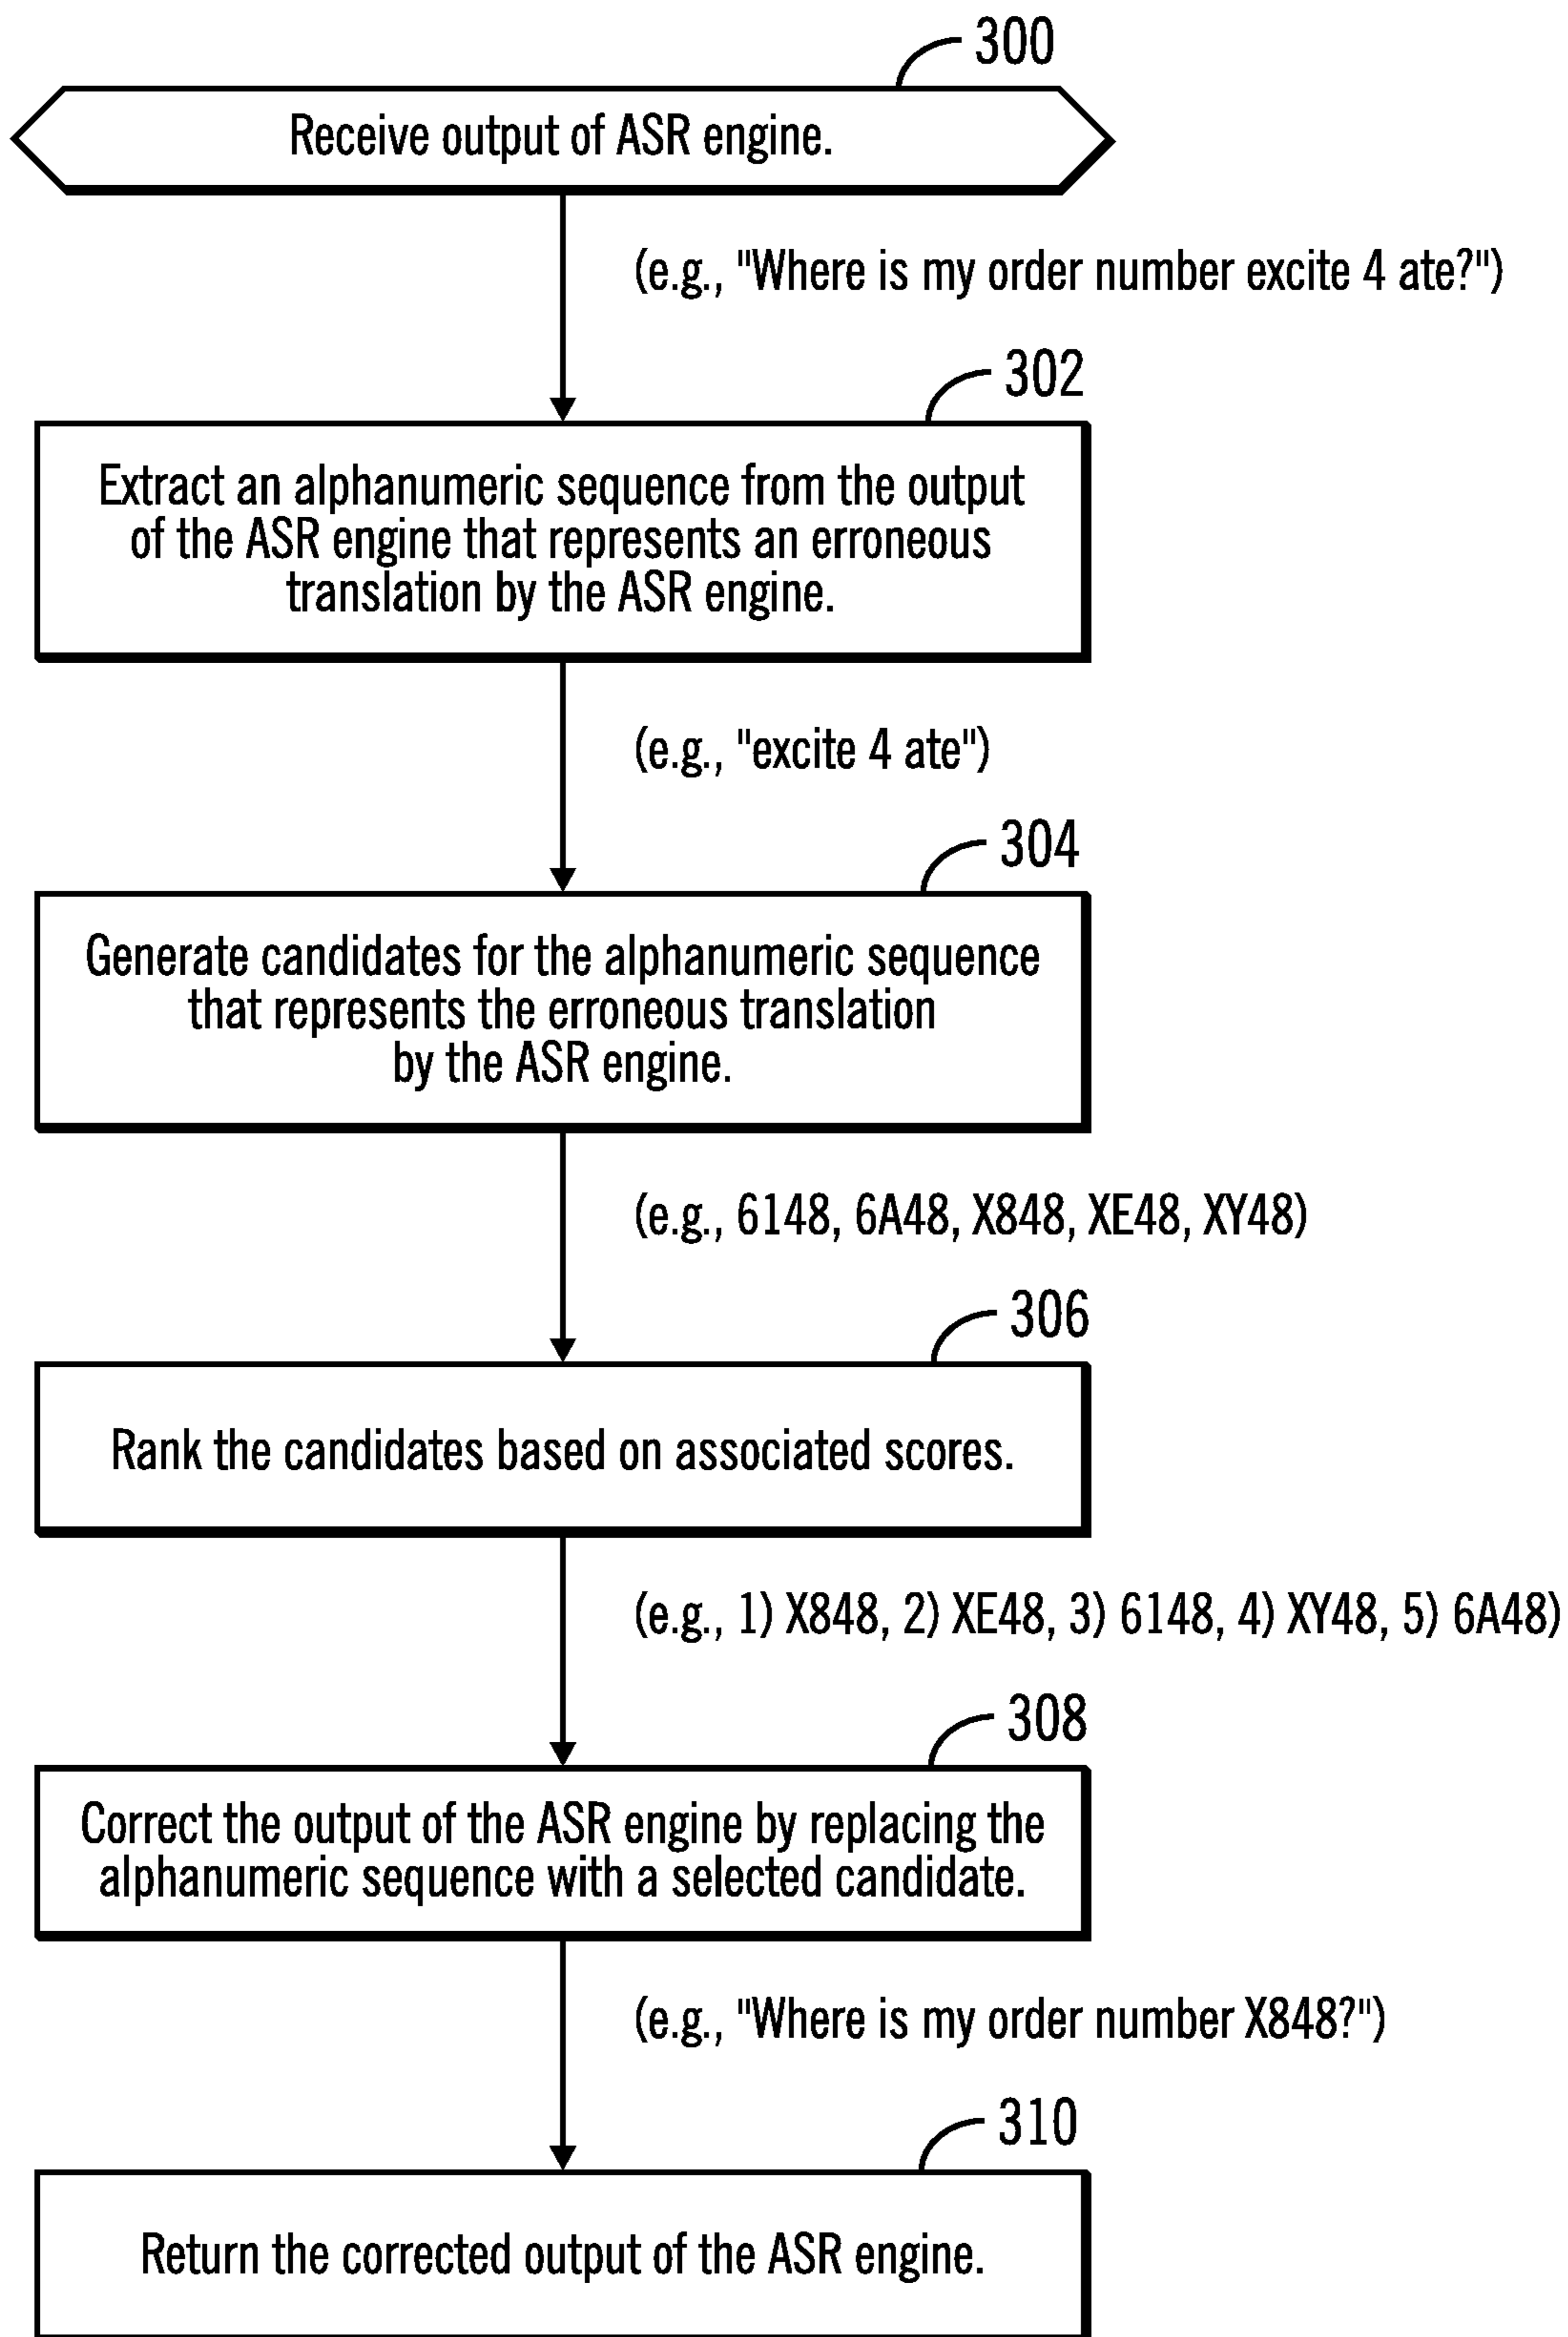 300
Receive output of ASR engine.
(e.g., "Where is my order number excite 4 ate?")
302
Extract an alphanumeric sequence from the output
of the ASR engine that represents an erroneous
translation by the ASR engine.
(e.g., "excite 4 ate")
304
Generate candidates for the alphanumeric sequence
that represents the erroneous translation
by the ASR engine.
(e.g., 6148, 6A48, X848, XE48, XY48)
306
Rank the candidates based on associated scores.
(e.g., 1) X848, 2) XE48, 3) 6148, 4) XY48, 5) 6A48)
308
Correct the output of the ASR engine by replacing the
alphanumeric sequence with a selected candidate.
(e.g., "Where is my order number X848?")
310
Return the corrected output of the ASR engine.